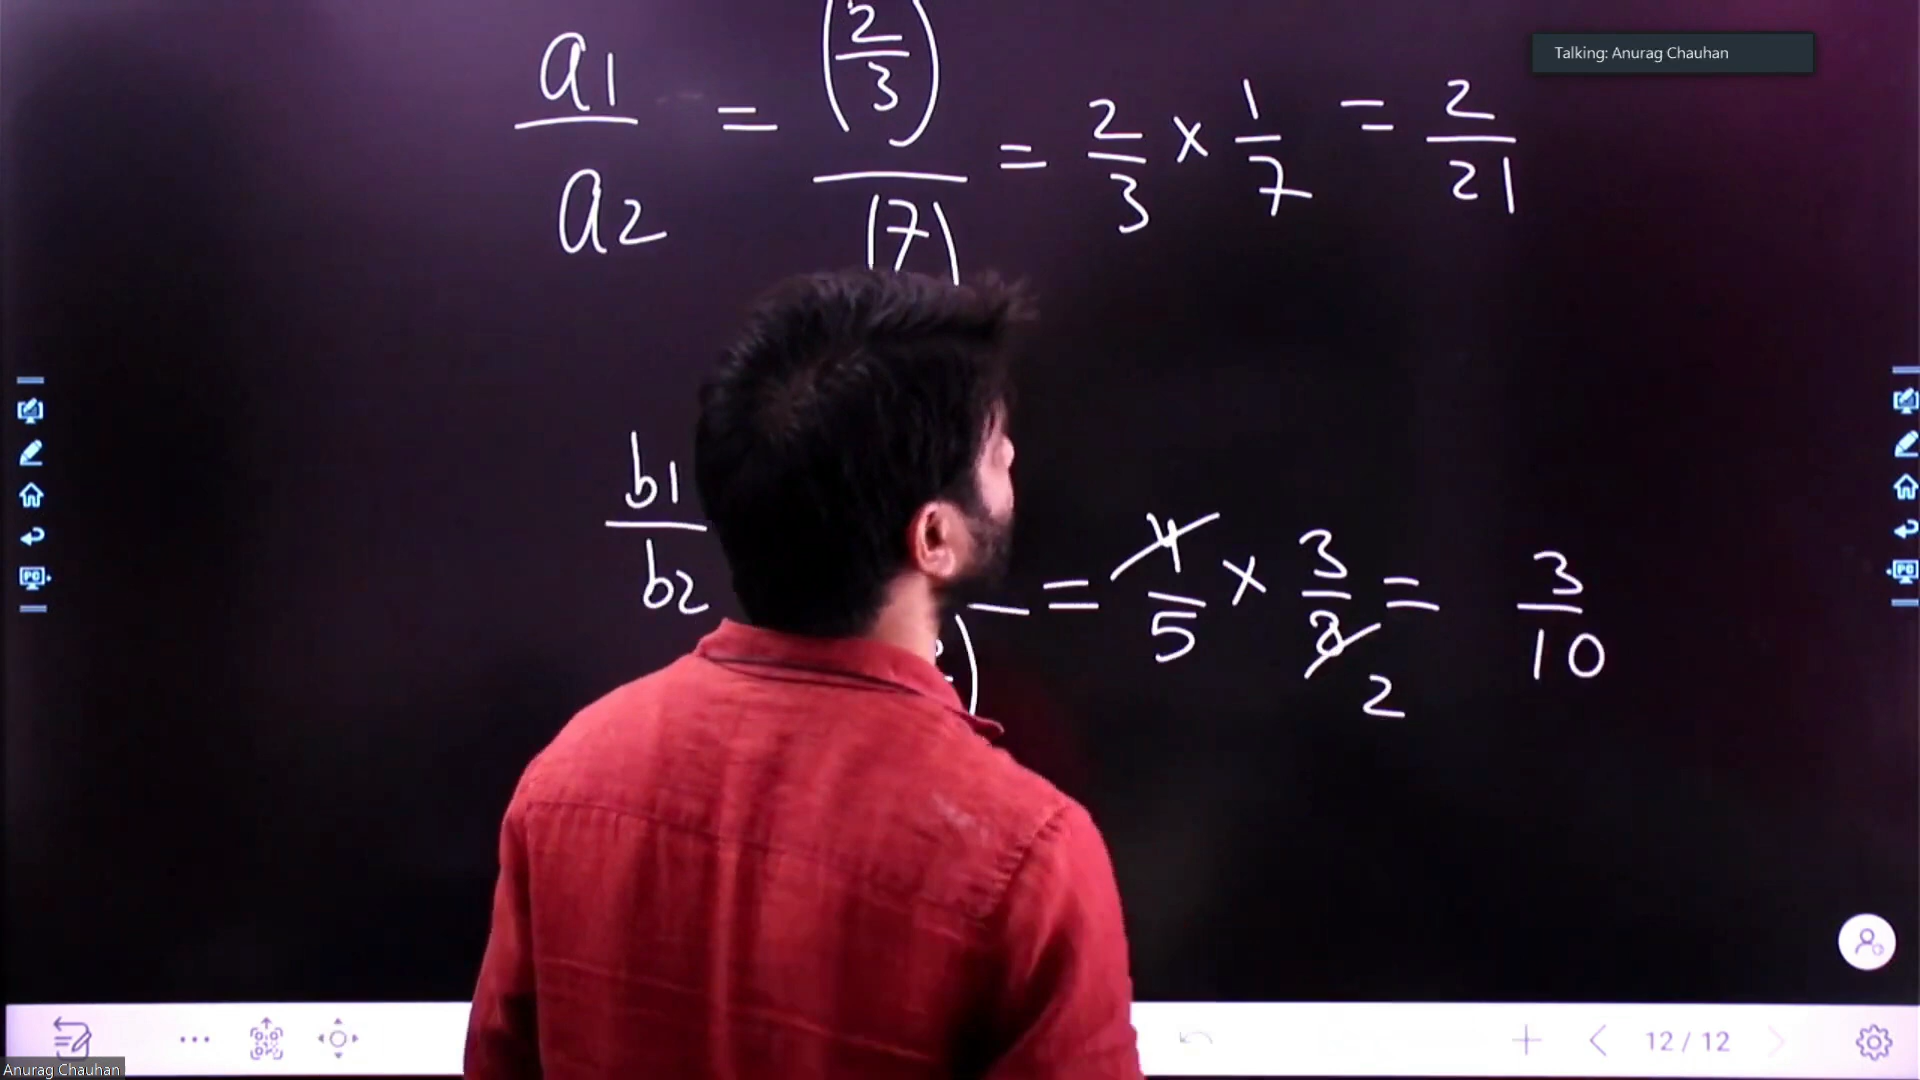 Talking: Anurag Chauhan
a1/a2 = (2/3)/(7) = 2/3 × 1/7 = 2/21
b1/b2 = 4/5 × 3/8 = 3/10
2
12 / 12
Anurag Chauhan